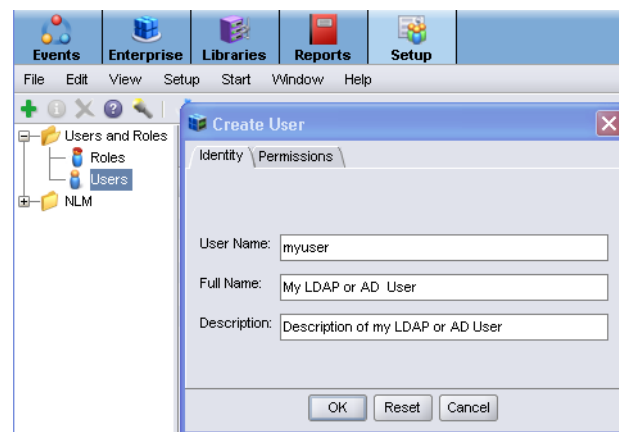 Events Enterprise Libraries Reports Setup
File Edit View Setup Start Window Help
Create User
Users and Roles
Roles
Users
NLM
Identity Permissions
User Name: myuser
Full Name: My LDAP or AD User
Description: Description of my LDAP or AD User
OK Reset Cancel